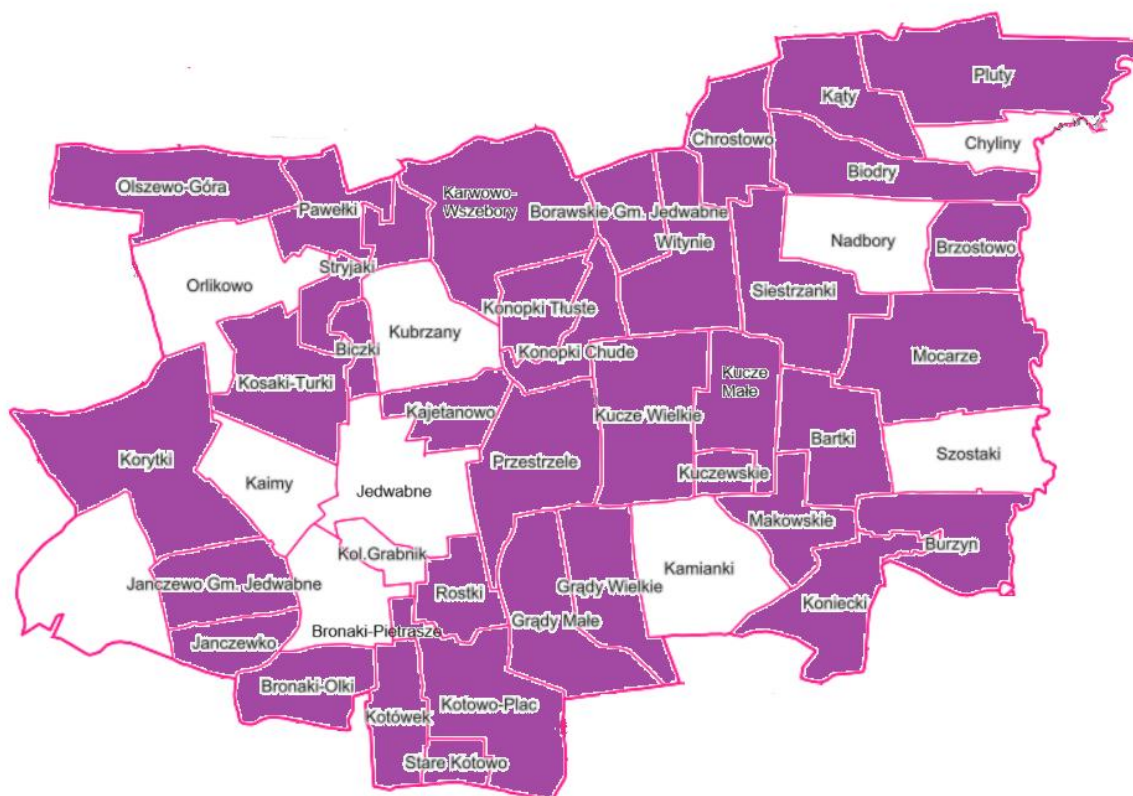 Pluty
Kąty
Chrostowo
Chyliny
Biodry
Olszewo-Góra
Karwowo-
Wszebory
Pawełki
Borawskie Gm. Jedwabne
Witynie
Nadbory
Brzostowo
Stryjaki
Orlikowo
Siestrzanki
Konopki Tłuste
Kubrzany
Biczki
Konopki Chude
Mocarze
Kosaki-Turki
Kucze
Małe
Kajetanowo
Kucze Wielkie
Bartki
Korytki
Przestrzele
Szostaki
Kuczewskie
Kaimy
Jedwabne
Makowskie
Burzyn
Kol.Grabnik
Kamianki
Janczewo Gm. Jedwabne
Rostki
Grądy Wielkie
Koniecki
Grądy Małe
Bronaki-Pietrasze
Janczewko
Bronaki-Olki
Kotowo-Plac
Kotówek
Stare Kotowo